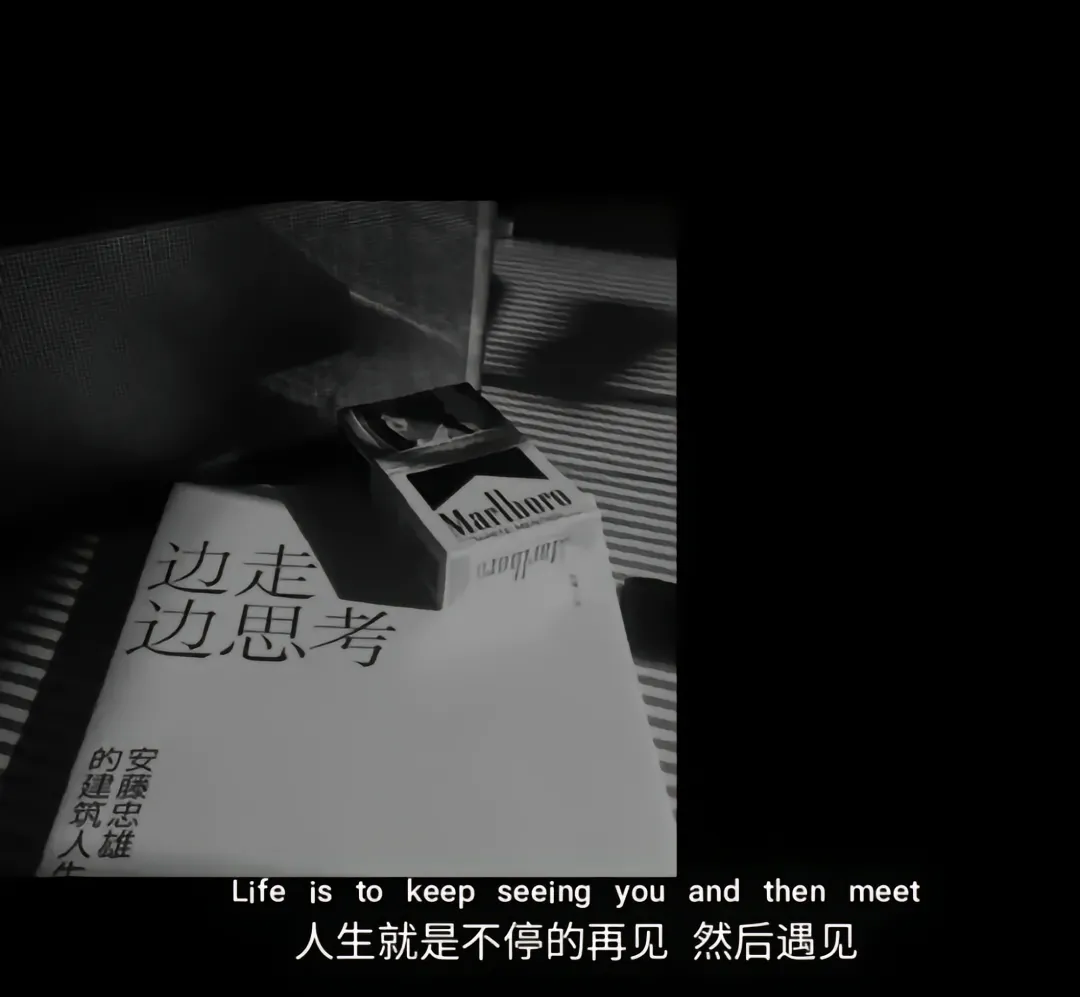 Marlboro
Marlboro
边走
边思考
安藤忠雄
的建筑人生
Life is to keep seeing you and then meet
人生就是不停的再见 然后遇见